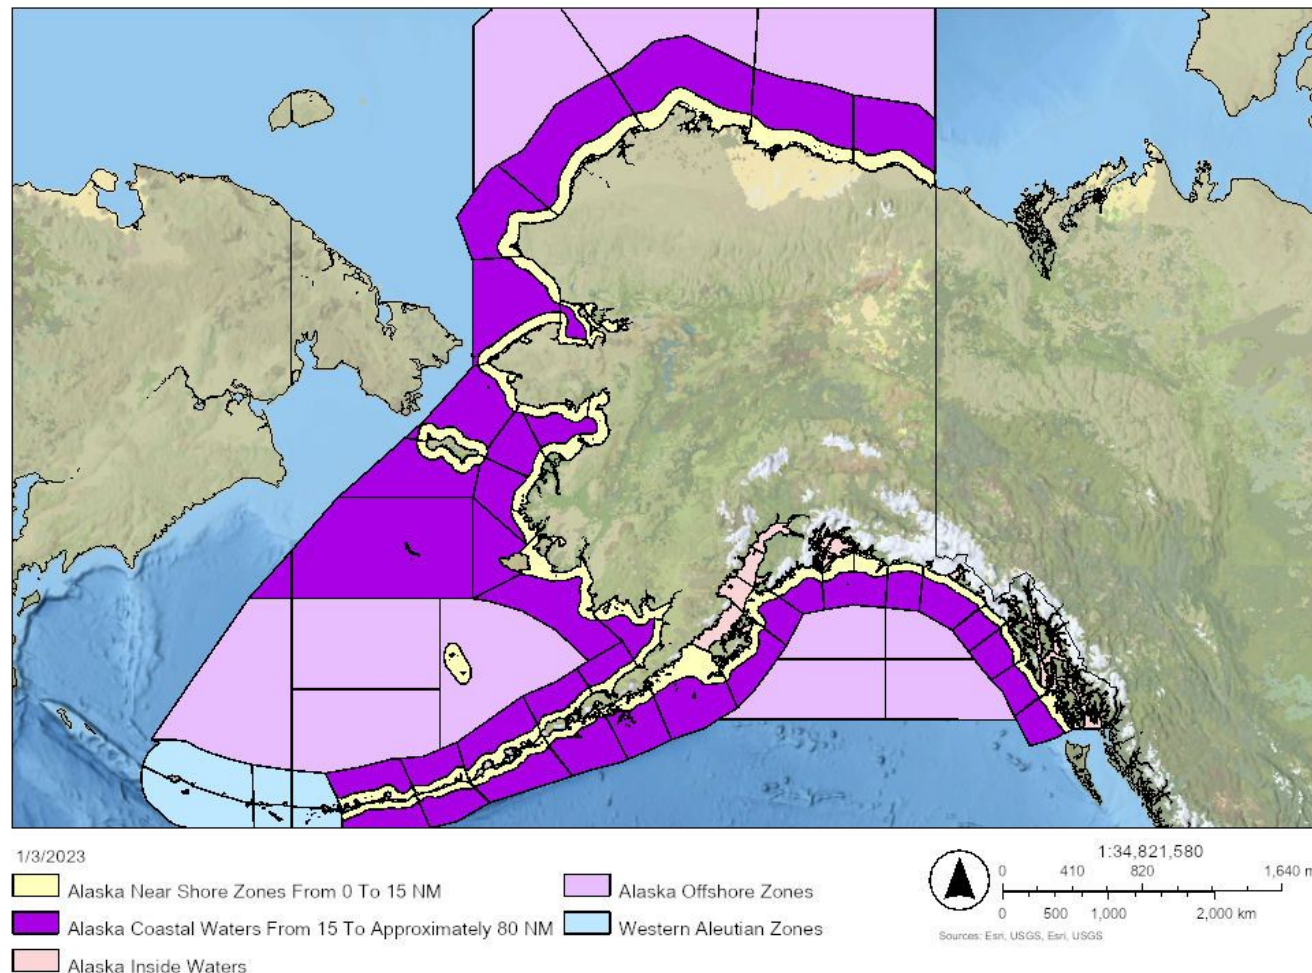 1/3/2023
Alaska Near Shore Zones From 0 To 15 NM
Alaska Coastal Waters From 15 To Approximately 80 NM
Alaska Inside Waters
Alaska Offshore Zones
Western Aleutian Zones
1:34,821,580
0 410 820 1,640 m
0 500 1,000 2,000 km
Sources: Esri, USGS, Esri, USGS